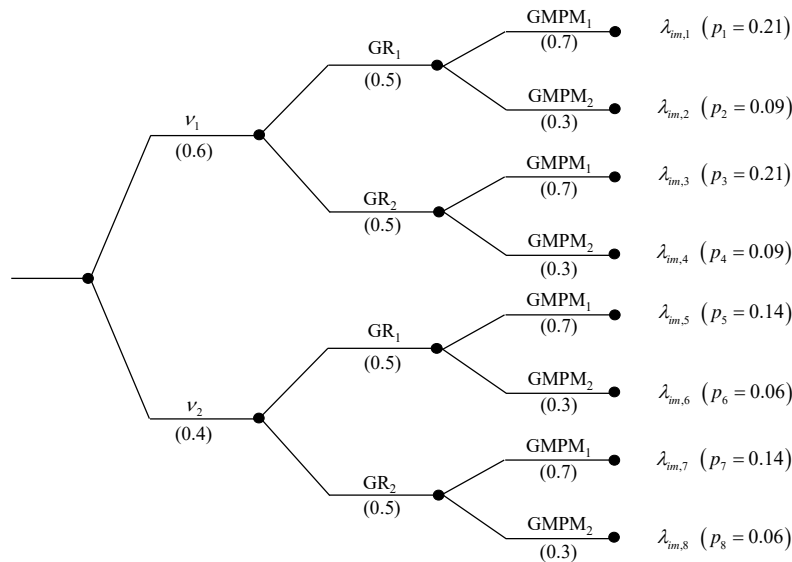 GMPM₁
(0.7)
λ_{im,1} (p₁ = 0.21)
GR₁
(0.5)
GMPM₂
(0.3)
λ_{im,2} (p₂ = 0.09)
ν₁
(0.6)
GMPM₁
(0.7)
λ_{im,3} (p₃ = 0.21)
GR₂
(0.5)
GMPM₂
(0.3)
λ_{im,4} (p₄ = 0.09)
GMPM₁
(0.7)
λ_{im,5} (p₅ = 0.14)
GR₁
(0.5)
GMPM₂
(0.3)
λ_{im,6} (p₆ = 0.06)
ν₂
(0.4)
GMPM₁
(0.7)
λ_{im,7} (p₇ = 0.14)
GR₂
(0.5)
GMPM₂
(0.3)
λ_{im,8} (p₈ = 0.06)